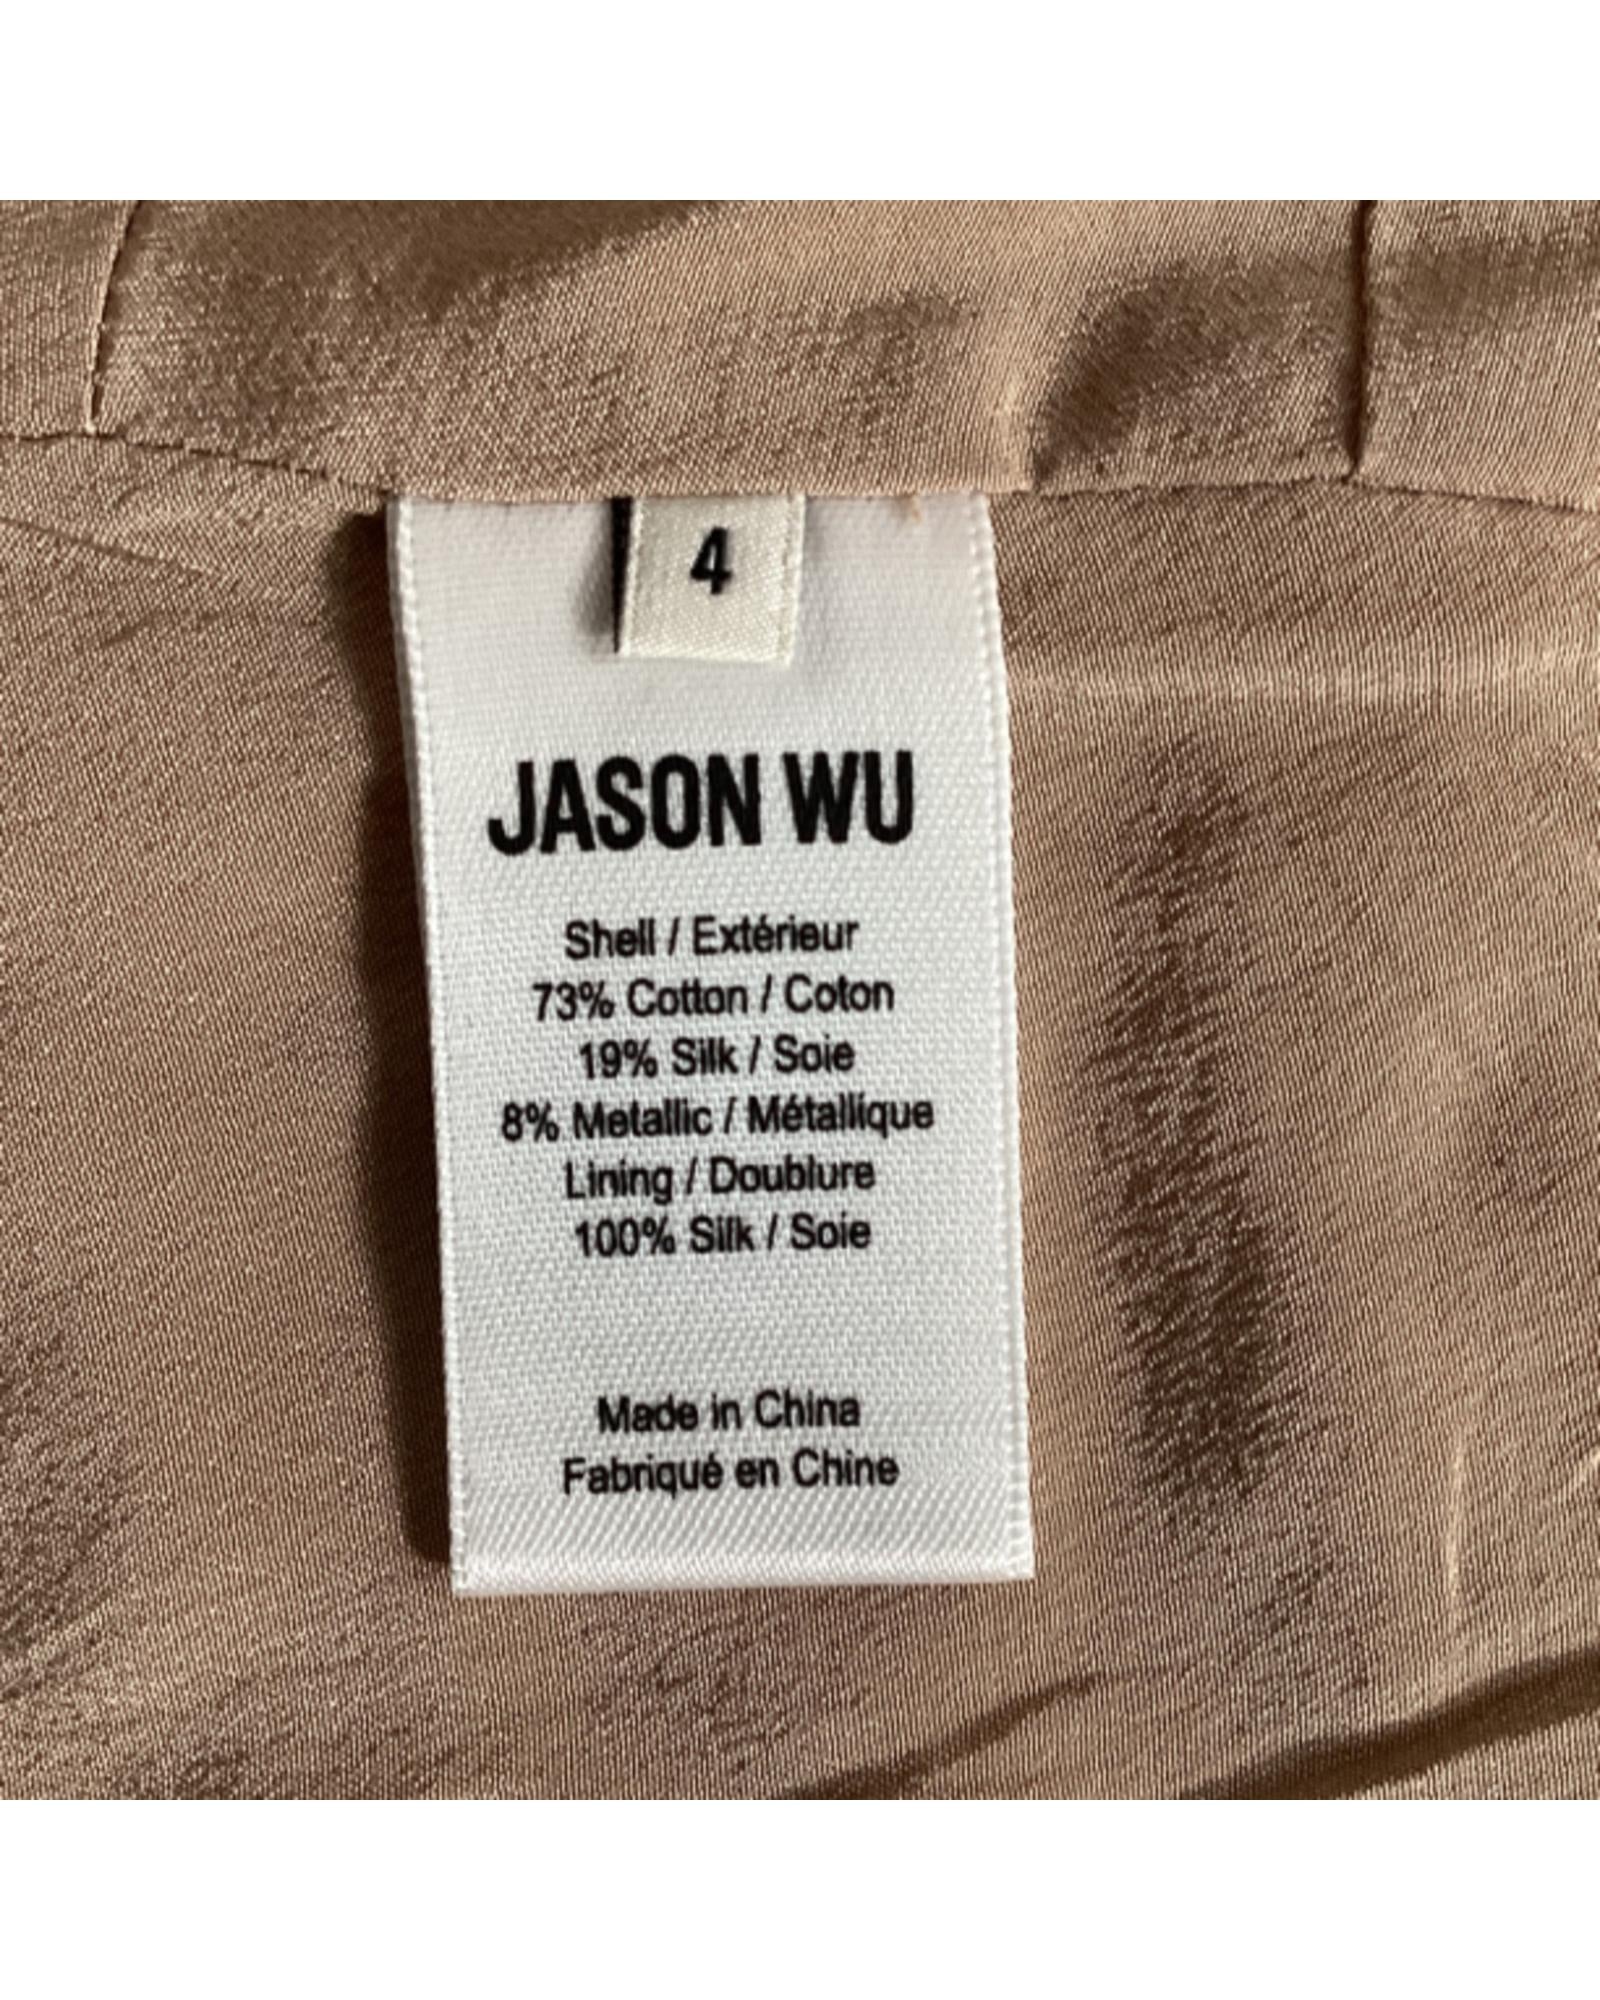 4
JASON WU
Shell / Extérieur
73% Cotton / Coton
19% Silk / Soie
8% Metallic / Métallique
Lining / Doublure
100% Silk / Soie
Made in China
Fabriqué en Chine